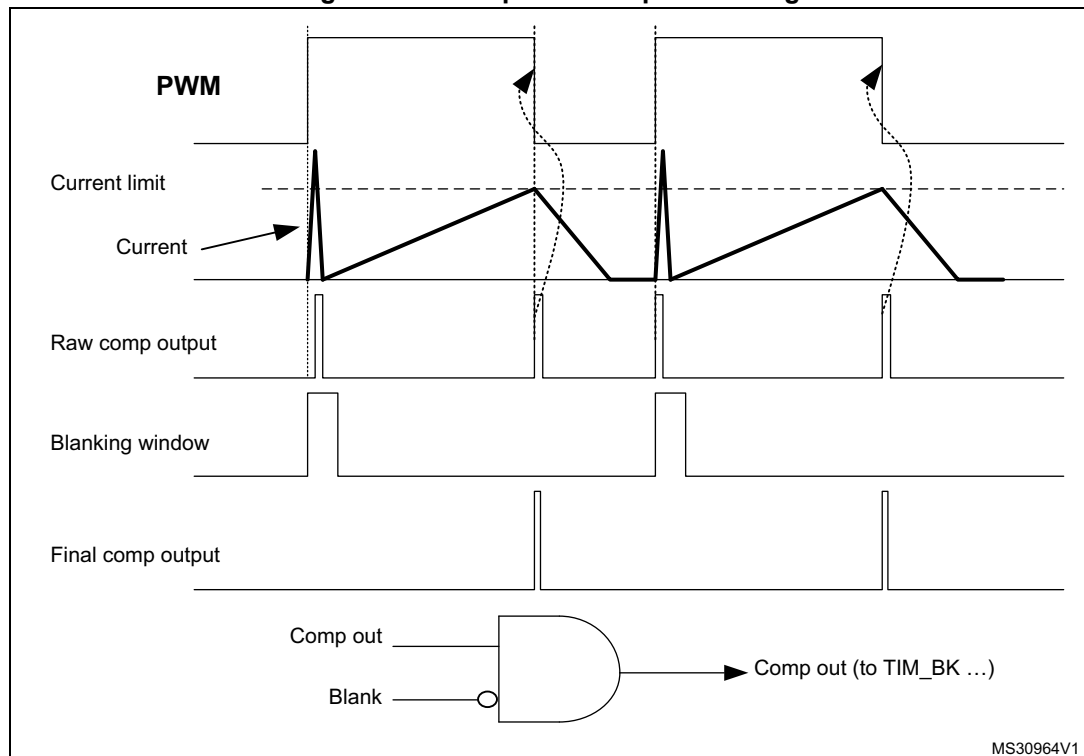 PWM
Current limit
Current
Raw comp output
Blanking window
Final comp output
Comp out
Comp out (to TIM_BK …)
Blank
MS30964V1